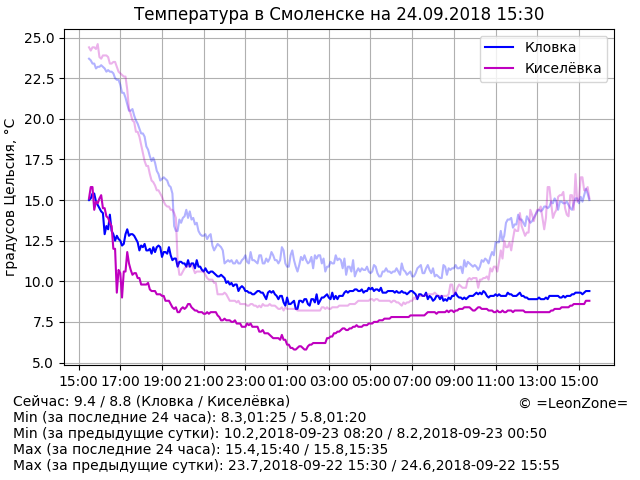 Температура в Смоленске на 24.09.2018 15:30
25.0
22.5
20.0
17.5
15.0
12.5
10.0
7.5
5.0
градусов Цельсия, °C
Кловка
Киселёвка
15:00 17:00 19:00 21:00 23:00 01:00 03:00 05:00 07:00 09:00 11:00 13:00 15:00
Сейчас: 9.4 / 8.8 (Кловка / Киселёвка)
© =LeonZone=
Min (за последние 24 часа): 8.3,01:25 / 5.8,01:20
Min (за предыдущие сутки): 10.2,2018-09-23 08:20 / 8.2,2018-09-23 00:50
Max (за последние 24 часа): 15.4,15:40 / 15.8,15:35
Max (за предыдущие сутки): 23.7,2018-09-22 15:30 / 24.6,2018-09-22 15:55